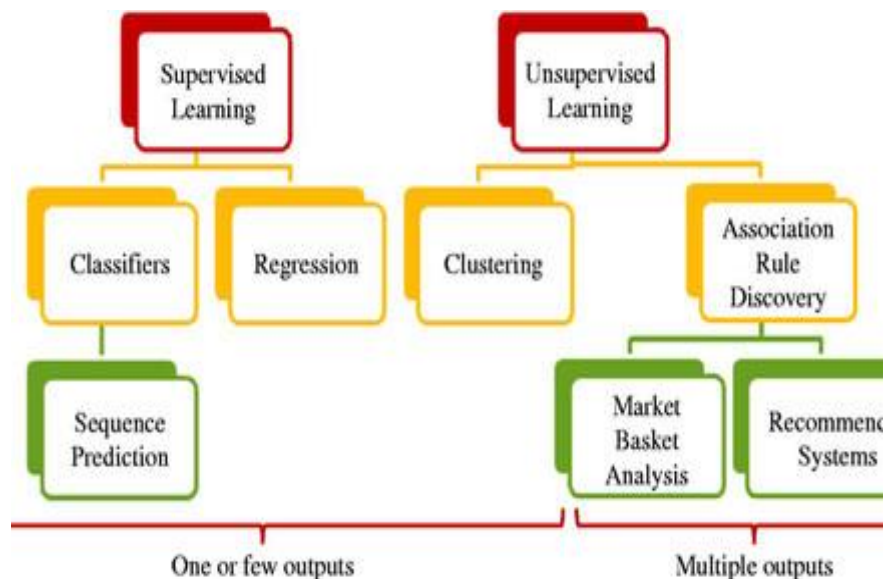 Supervised
Learning
Unsupervised
Learning
Classifiers
Regression
Clustering
Association
Rule
Discovery
Sequence
Prediction
Market
Basket
Analysis
Recommend
Systems
One or few outputs
Multiple outputs